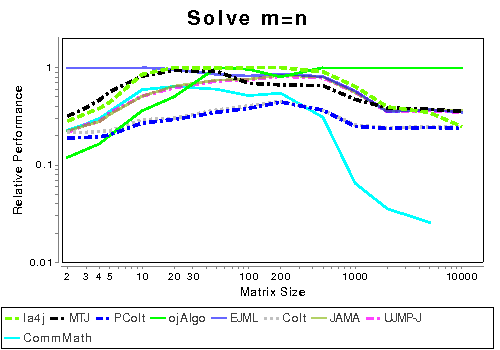 Solve m=n
Relative Performance
1
0.1
0.01
2 3 4 5 10 20 30 100 200 1000 10000
Matrix Size
la4j MTJ PColt ojAlgo EJML Colt JAMA UJMP-J
CommMath